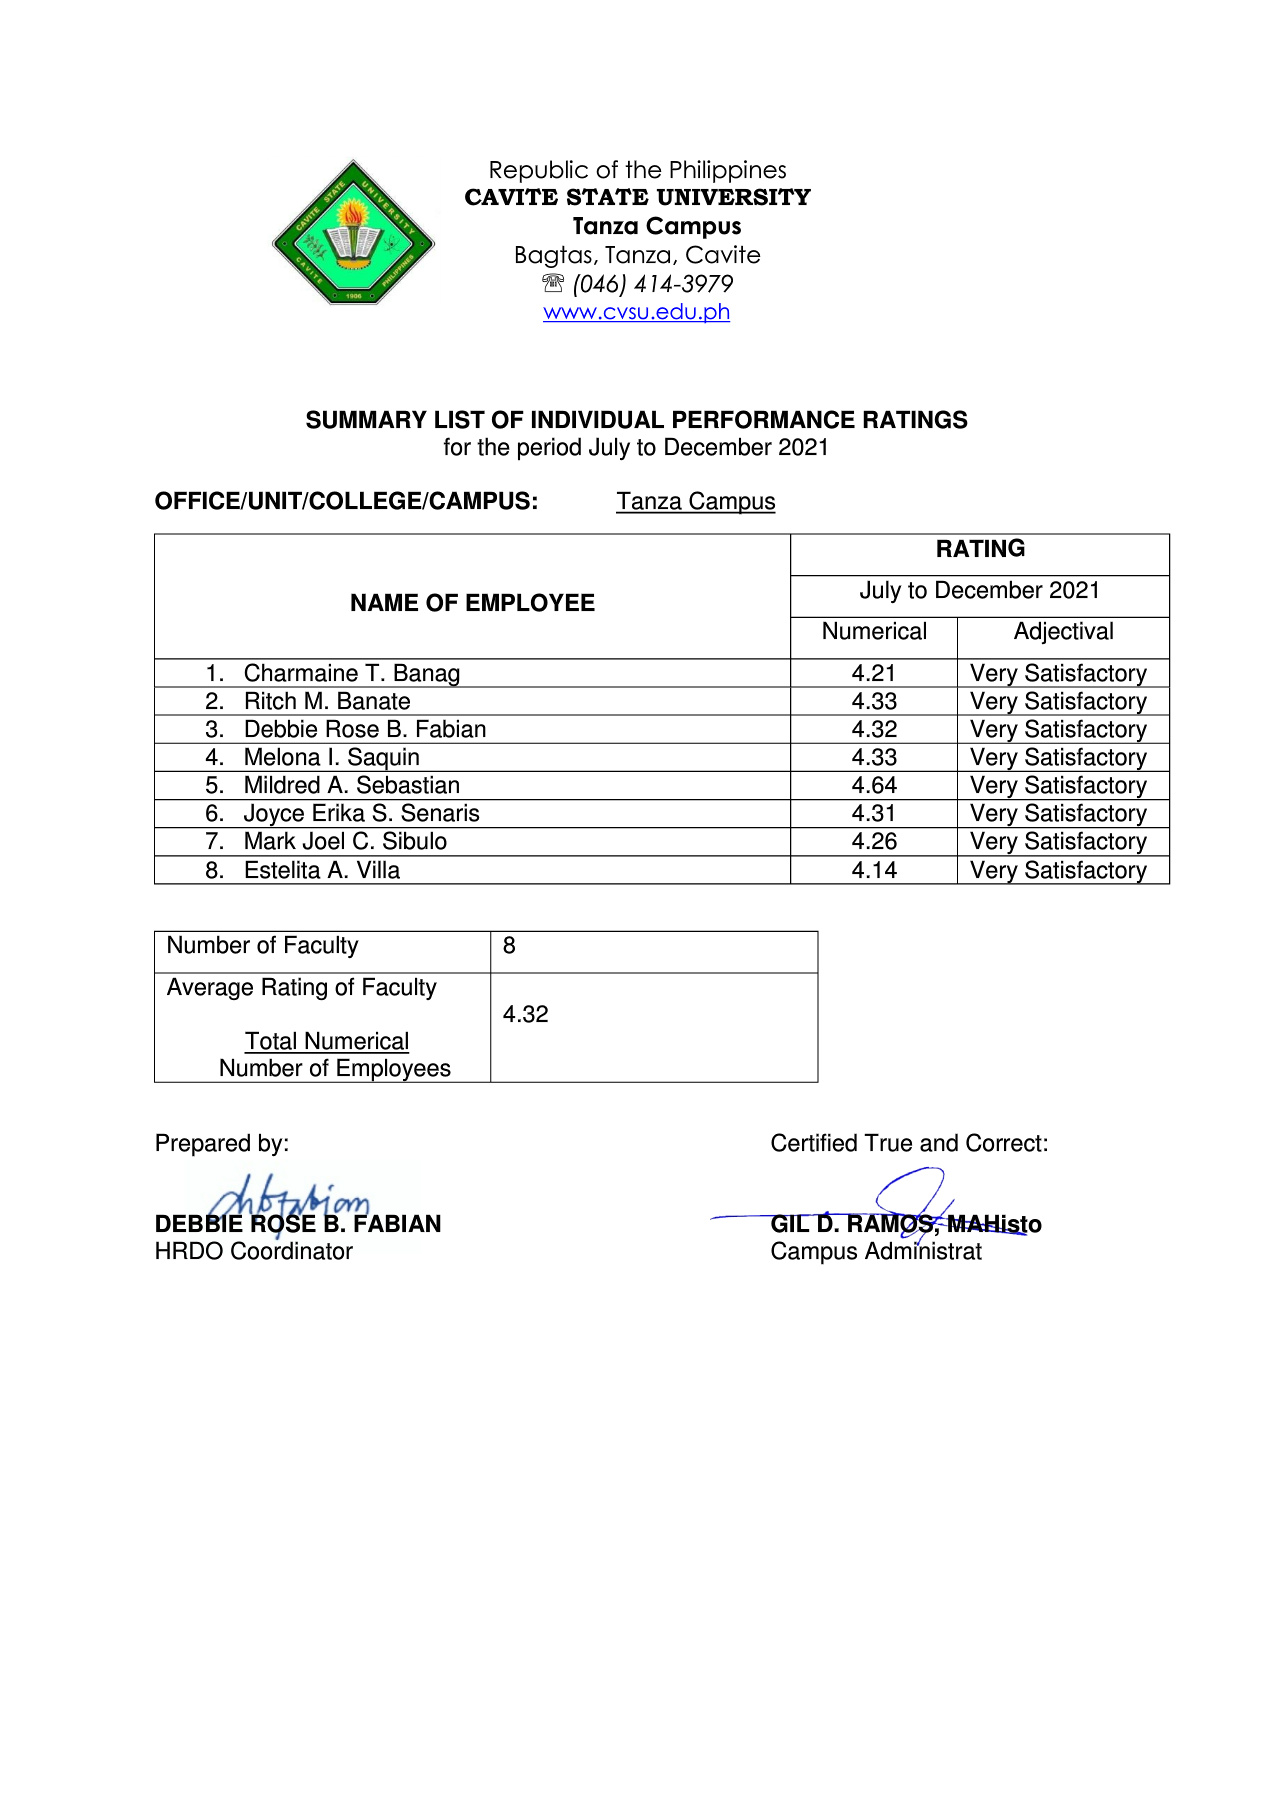 Republic of the Philippines
CAVITE STATE UNIVERSITY
Tanza Campus
Bagtas, Tanza, Cavite
☏ (046) 414-3979
www.cvsu.edu.ph
CAVITE STATE UNIVERSITY
CAVITE PHILIPPINES
1906
SUMMARY LIST OF INDIVIDUAL PERFORMANCE RATINGS
for the period July to December 2021
OFFICE/UNIT/COLLEGE/CAMPUS: Tanza Campus
NAME OF EMPLOYEE
RATING
July to December 2021
Numerical Adjectival
1. Charmaine T. Banag 4.21 Very Satisfactory
2. Ritch M. Banate 4.33 Very Satisfactory
3. Debbie Rose B. Fabian 4.32 Very Satisfactory
4. Melona I. Saquin 4.33 Very Satisfactory
5. Mildred A. Sebastian 4.64 Very Satisfactory
6. Joyce Erika S. Senaris 4.31 Very Satisfactory
7. Mark Joel C. Sibulo 4.26 Very Satisfactory
8. Estelita A. Villa 4.14 Very Satisfactory
Number of Faculty 8
Average Rating of Faculty
4.32
Total Numerical
Number of Employees
Prepared by: Certified True and Correct:
DEBBIE ROSE B. FABIAN GIL D. RAMOS, MAHisto
HRDO Coordinator Campus Administrat